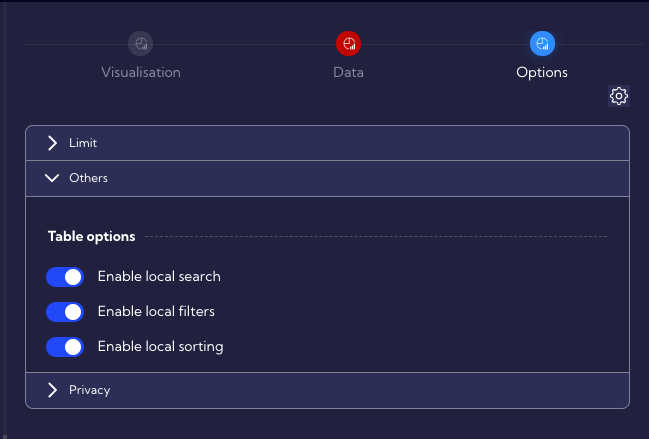 Visualisation
Data
Options
Limit
Others
Table options
Enable local search
Enable local filters
Enable local sorting
Privacy